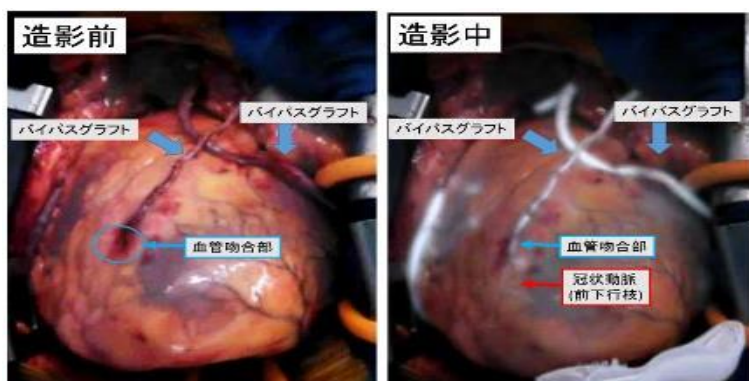 造影前
バイパスグラフト
バイパスグラフト
血管吻合部
造影中
バイパスグラフト
バイパスグラフト
血管吻合部
冠状動脈
(前下行枝)